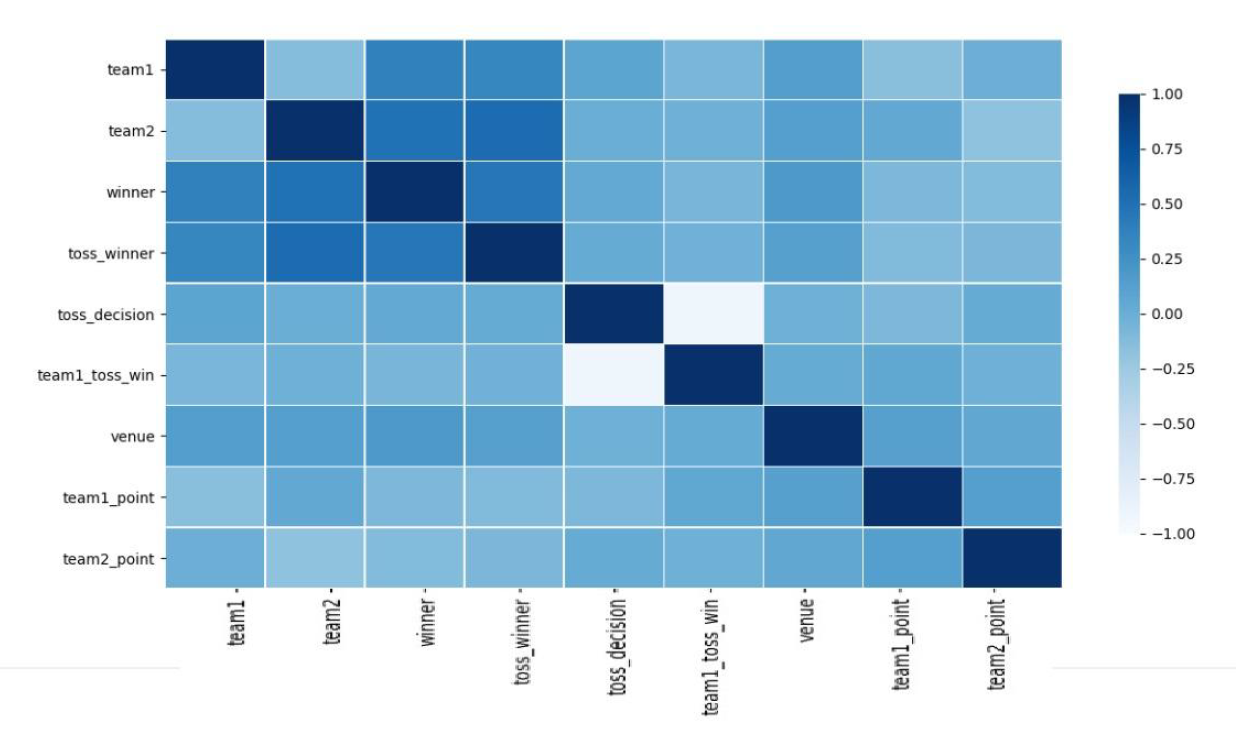 team1
team2
winner
toss_winner
toss_decision
team1_toss_win
venue
team1_point
team2_point
1.00
0.75
0.50
0.25
0.00
−0.25
−0.50
−0.75
−1.00
team1
team2
winner
toss_winner
toss_decision
team1_toss_win
venue
team1_point
team2_point